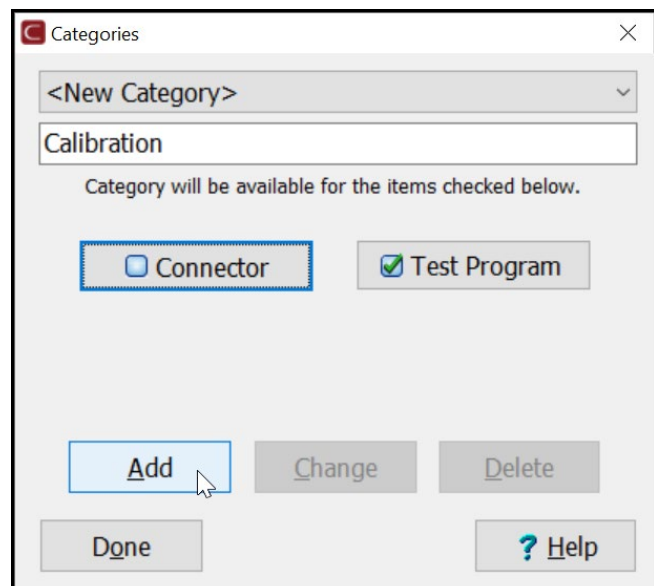 Categories
<New Category>
Calibration
Category will be available for the items checked below.
Connector
Test Program
Add
Change
Delete
Done
? Help